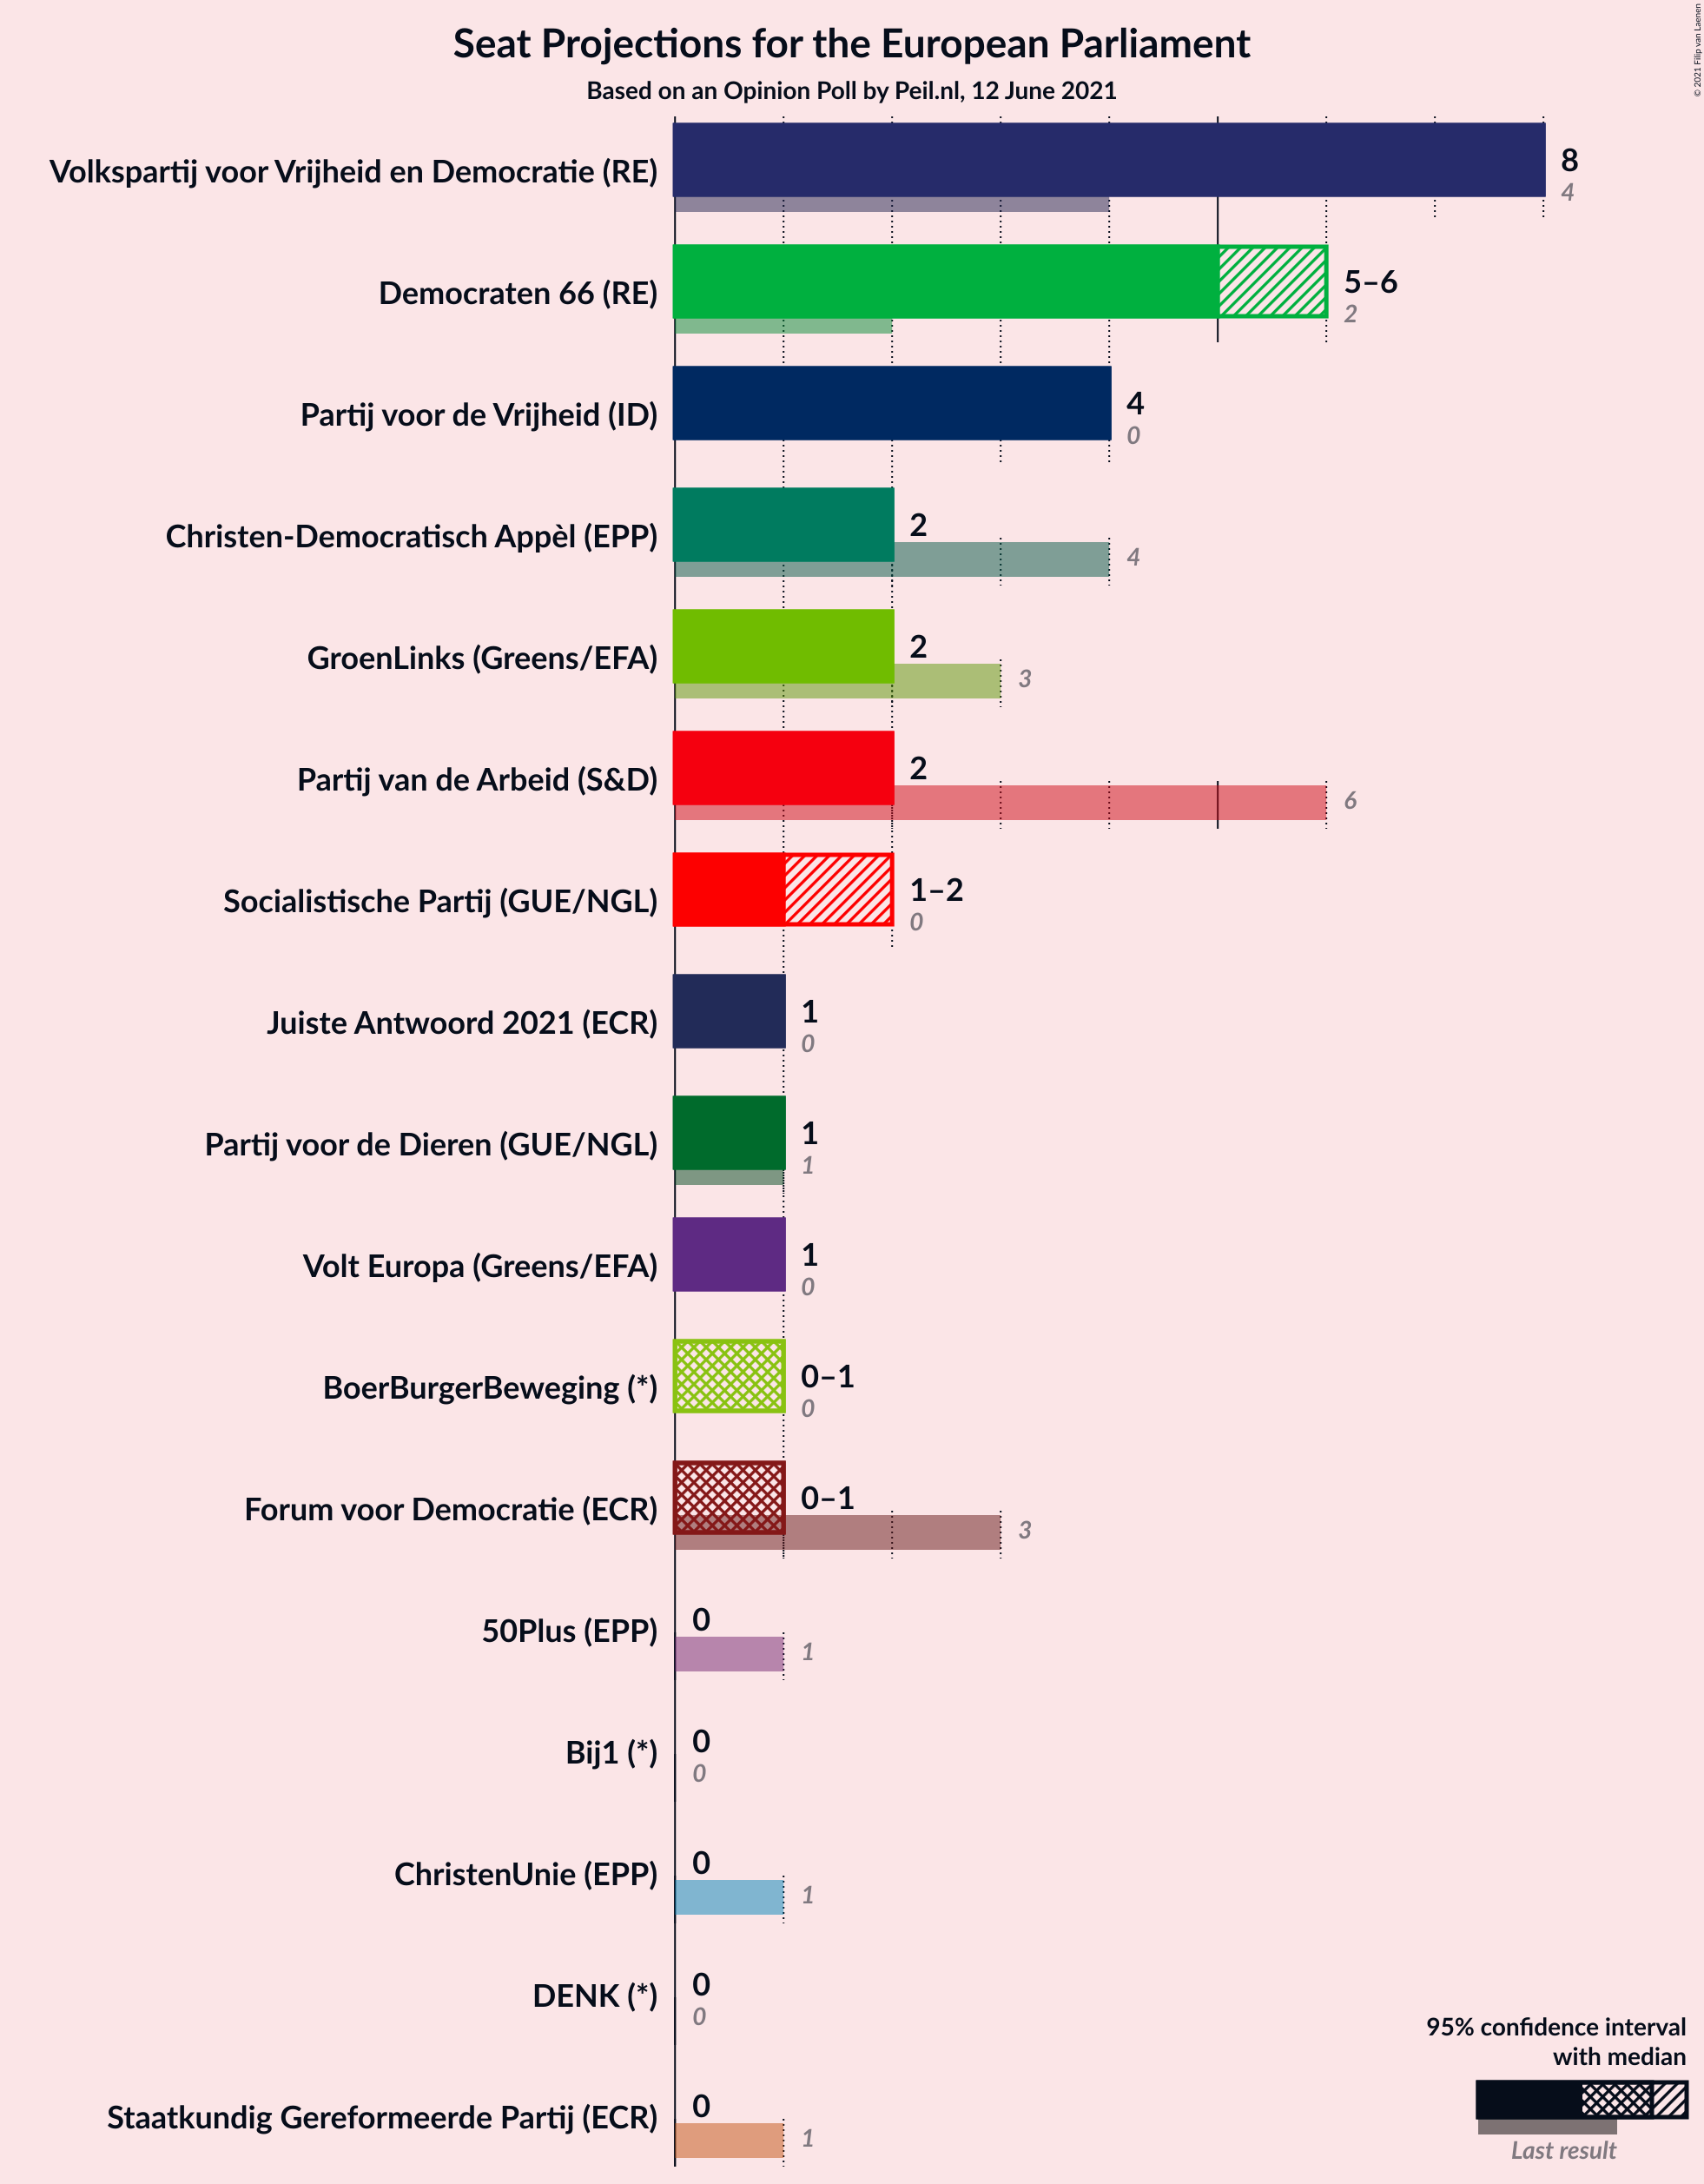 Seat Projections for the European Parliament
Based on an Opinion Poll by Peil.nl, 12 June 2021
© 2021 Filip van Laenen
Volkspartij voor Vrijheid en Democratie (RE)
8
4
Democraten 66 (RE)
5–6
2
Partij voor de Vrijheid (ID)
4
0
Christen-Democratisch Appèl (EPP)
2
4
GroenLinks (Greens/EFA)
2
3
Partij van de Arbeid (S&D)
2
6
Socialistische Partij (GUE/NGL)
1–2
0
Juiste Antwoord 2021 (ECR)
1
0
Partij voor de Dieren (GUE/NGL)
1
1
Volt Europa (Greens/EFA)
1
0
BoerBurgerBeweging (*)
0–1
0
Forum voor Democratie (ECR)
0–1
3
50Plus (EPP)
0
1
Bij1 (*)
0
0
ChristenUnie (EPP)
0
1
DENK (*)
0
0
Staatkundig Gereformeerde Partij (ECR)
0
1
95% confidence interval
with median
Last result